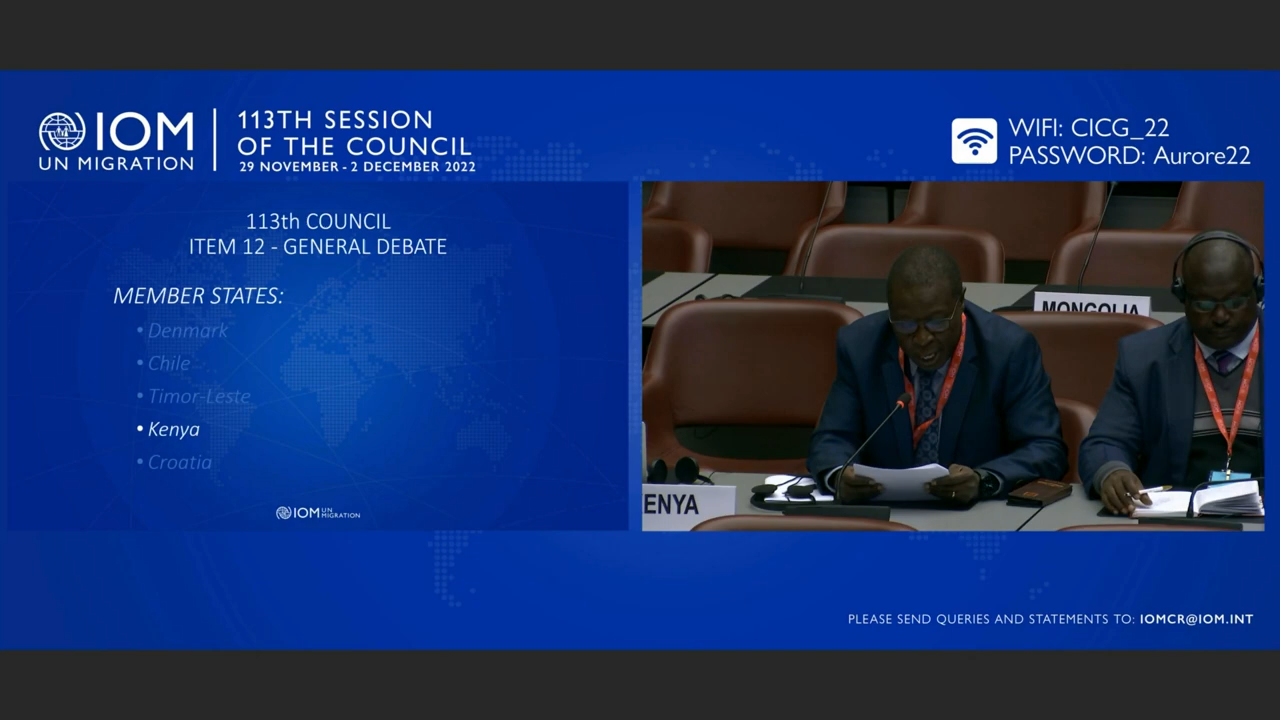 IOM
UN MIGRATION
113TH SESSION
OF THE COUNCIL
29 NOVEMBER - 2 DECEMBER 2022
WIFI: CICG_22
PASSWORD: Aurore22
113th COUNCIL
ITEM 12 - GENERAL DEBATE
MEMBER STATES:
• Denmark
• Chile
• Timor-Leste
• Kenya
• Croatia
IOM UN
MIGRATION
MONGOLIA
ENYA
PLEASE SEND QUERIES AND STATEMENTS TO: IOMCR@IOM.INT